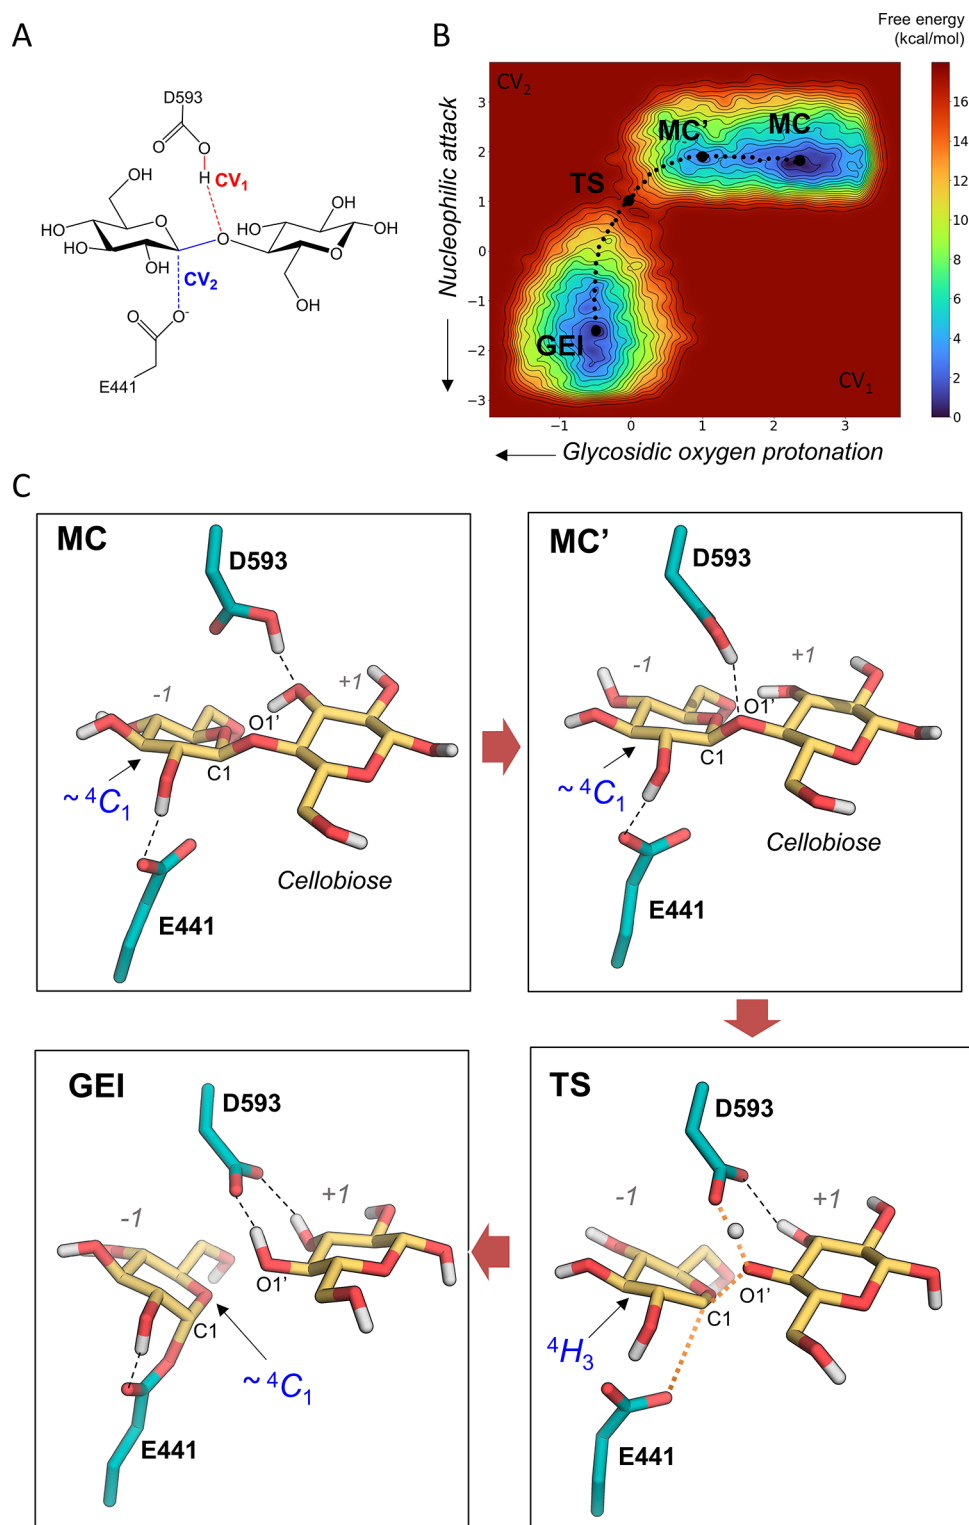 A
D593
O
O
H
CV1
OH
HO
HO
O
OH
O
HO
OH
HO
O
OH
OH
CV2
O
O-
E441
B
Free energy
(kcal/mol)
CV2
MC'
MC
TS
GEI
CV1
Nucleophilic attack
3
2
1
0
−1
−2
−3
−1
0
1
2
3
Glycosidic oxygen protonation
16
14
12
10
8
6
4
2
0
C
MC
D593
-1
+1
O1'
C1
~ 4C1
Cellobiose
E441
MC'
D593
-1
+1
O1'
C1
~ 4C1
Cellobiose
E441
GEI
D593
-1
+1
O1'
C1
~ 4C1
E441
TS
D593
-1
+1
O1'
C1
4H3
E441